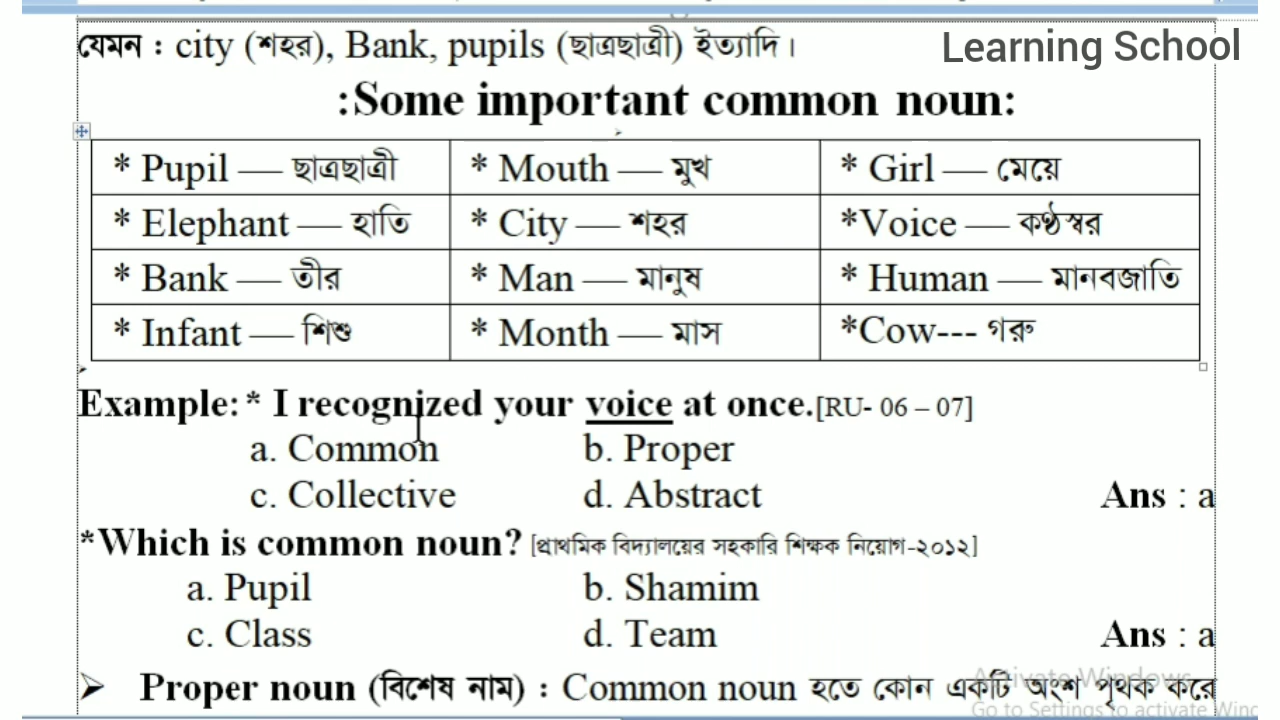 যেমন : city (শহর), Bank, pupils (ছাত্রছাত্রী) ইত্যাদি।
Learning School
:Some important common noun:
* Pupil — ছাত্রছাত্রী * Mouth — মুখ * Girl — মেয়ে
* Elephant — হাতি * City — শহর *Voice — কণ্ঠস্বর
* Bank — তীর * Man — মানুষ * Human — মানবজাতি
* Infant — শিশু * Month — মাস *Cow--- গরু
Example: * I recognized your voice at once.[RU- 06 – 07]
a. Common b. Proper
c. Collective d. Abstract Ans : a
*Which is common noun? [প্রাথমিক বিদ্যালয়ের সহকারি শিক্ষক নিয়োগ-২০১২]
a. Pupil b. Shamim
c. Class d. Team Ans : a
➢ Proper noun (বিশেষ নাম) : Common noun হতে কোন একটি অংশ পৃথক করে
Activate Windows
Go to Settings to activate Wind